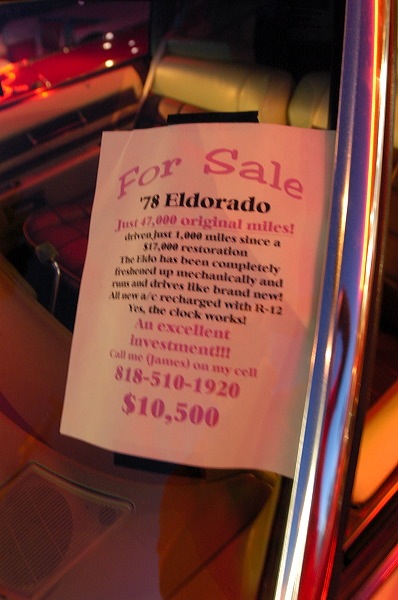 For Sale
'78 Eldorado
Just 47,000 original miles!
driven just 1,000 miles since a
$17,000 restoration
The Eldo has been completely
freshened up mechanically and
runs and drives like brand new!
All new a/c recharged with R-12
Yes, the clock works!
An excellent
investment!!!
Call me (James) on my cell
818-510-1920
$10,500